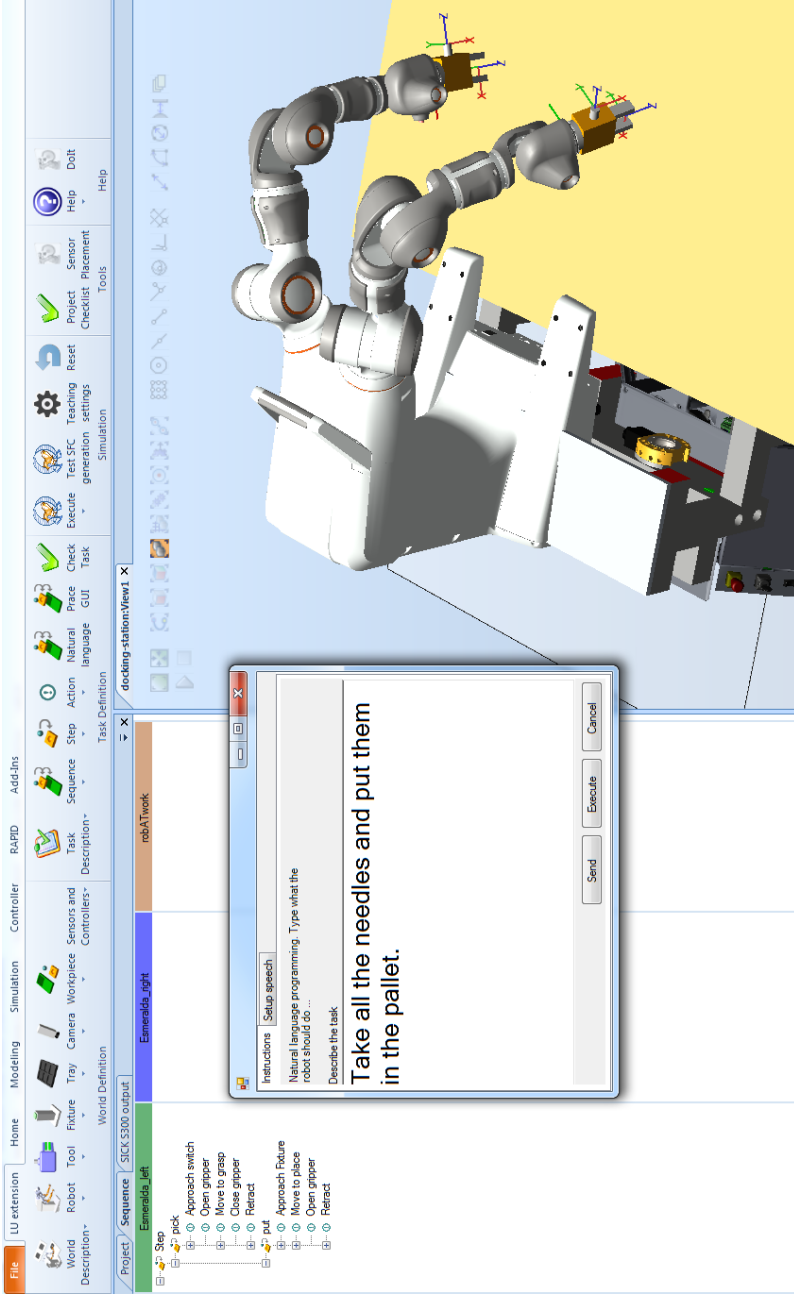 File LU extension Home Modeling Simulation Controller RAPID Add-Ins
World Description
Robot
Tool
Fixture
Tray
Camera
Workpiece
Sensors and Controllers
World Definition
Task Description
Sequence
Step
Action
Natural language
Prace GUI
Check Task
Task Definition
Execute
Test SFC generation
Teaching settings
Reset
Simulation
Project Checklist
Sensor Placement
Tools
Help
DoIt
Help
Project Sequence SICK S300 output
docking-station:View1
Esmeralda_left Esmeralda_right robATwork
Step
pick
Approach switch
Open gripper
Move to grasp
Close gripper
Retract
put
Approach Fixture
Move to place
Open gripper
Retract
Instructions Setup speech
Natural language programming. Type what the
robot should do ...
Describe the task
Take all the needles and put them
in the pallet.
Send Execute Cancel